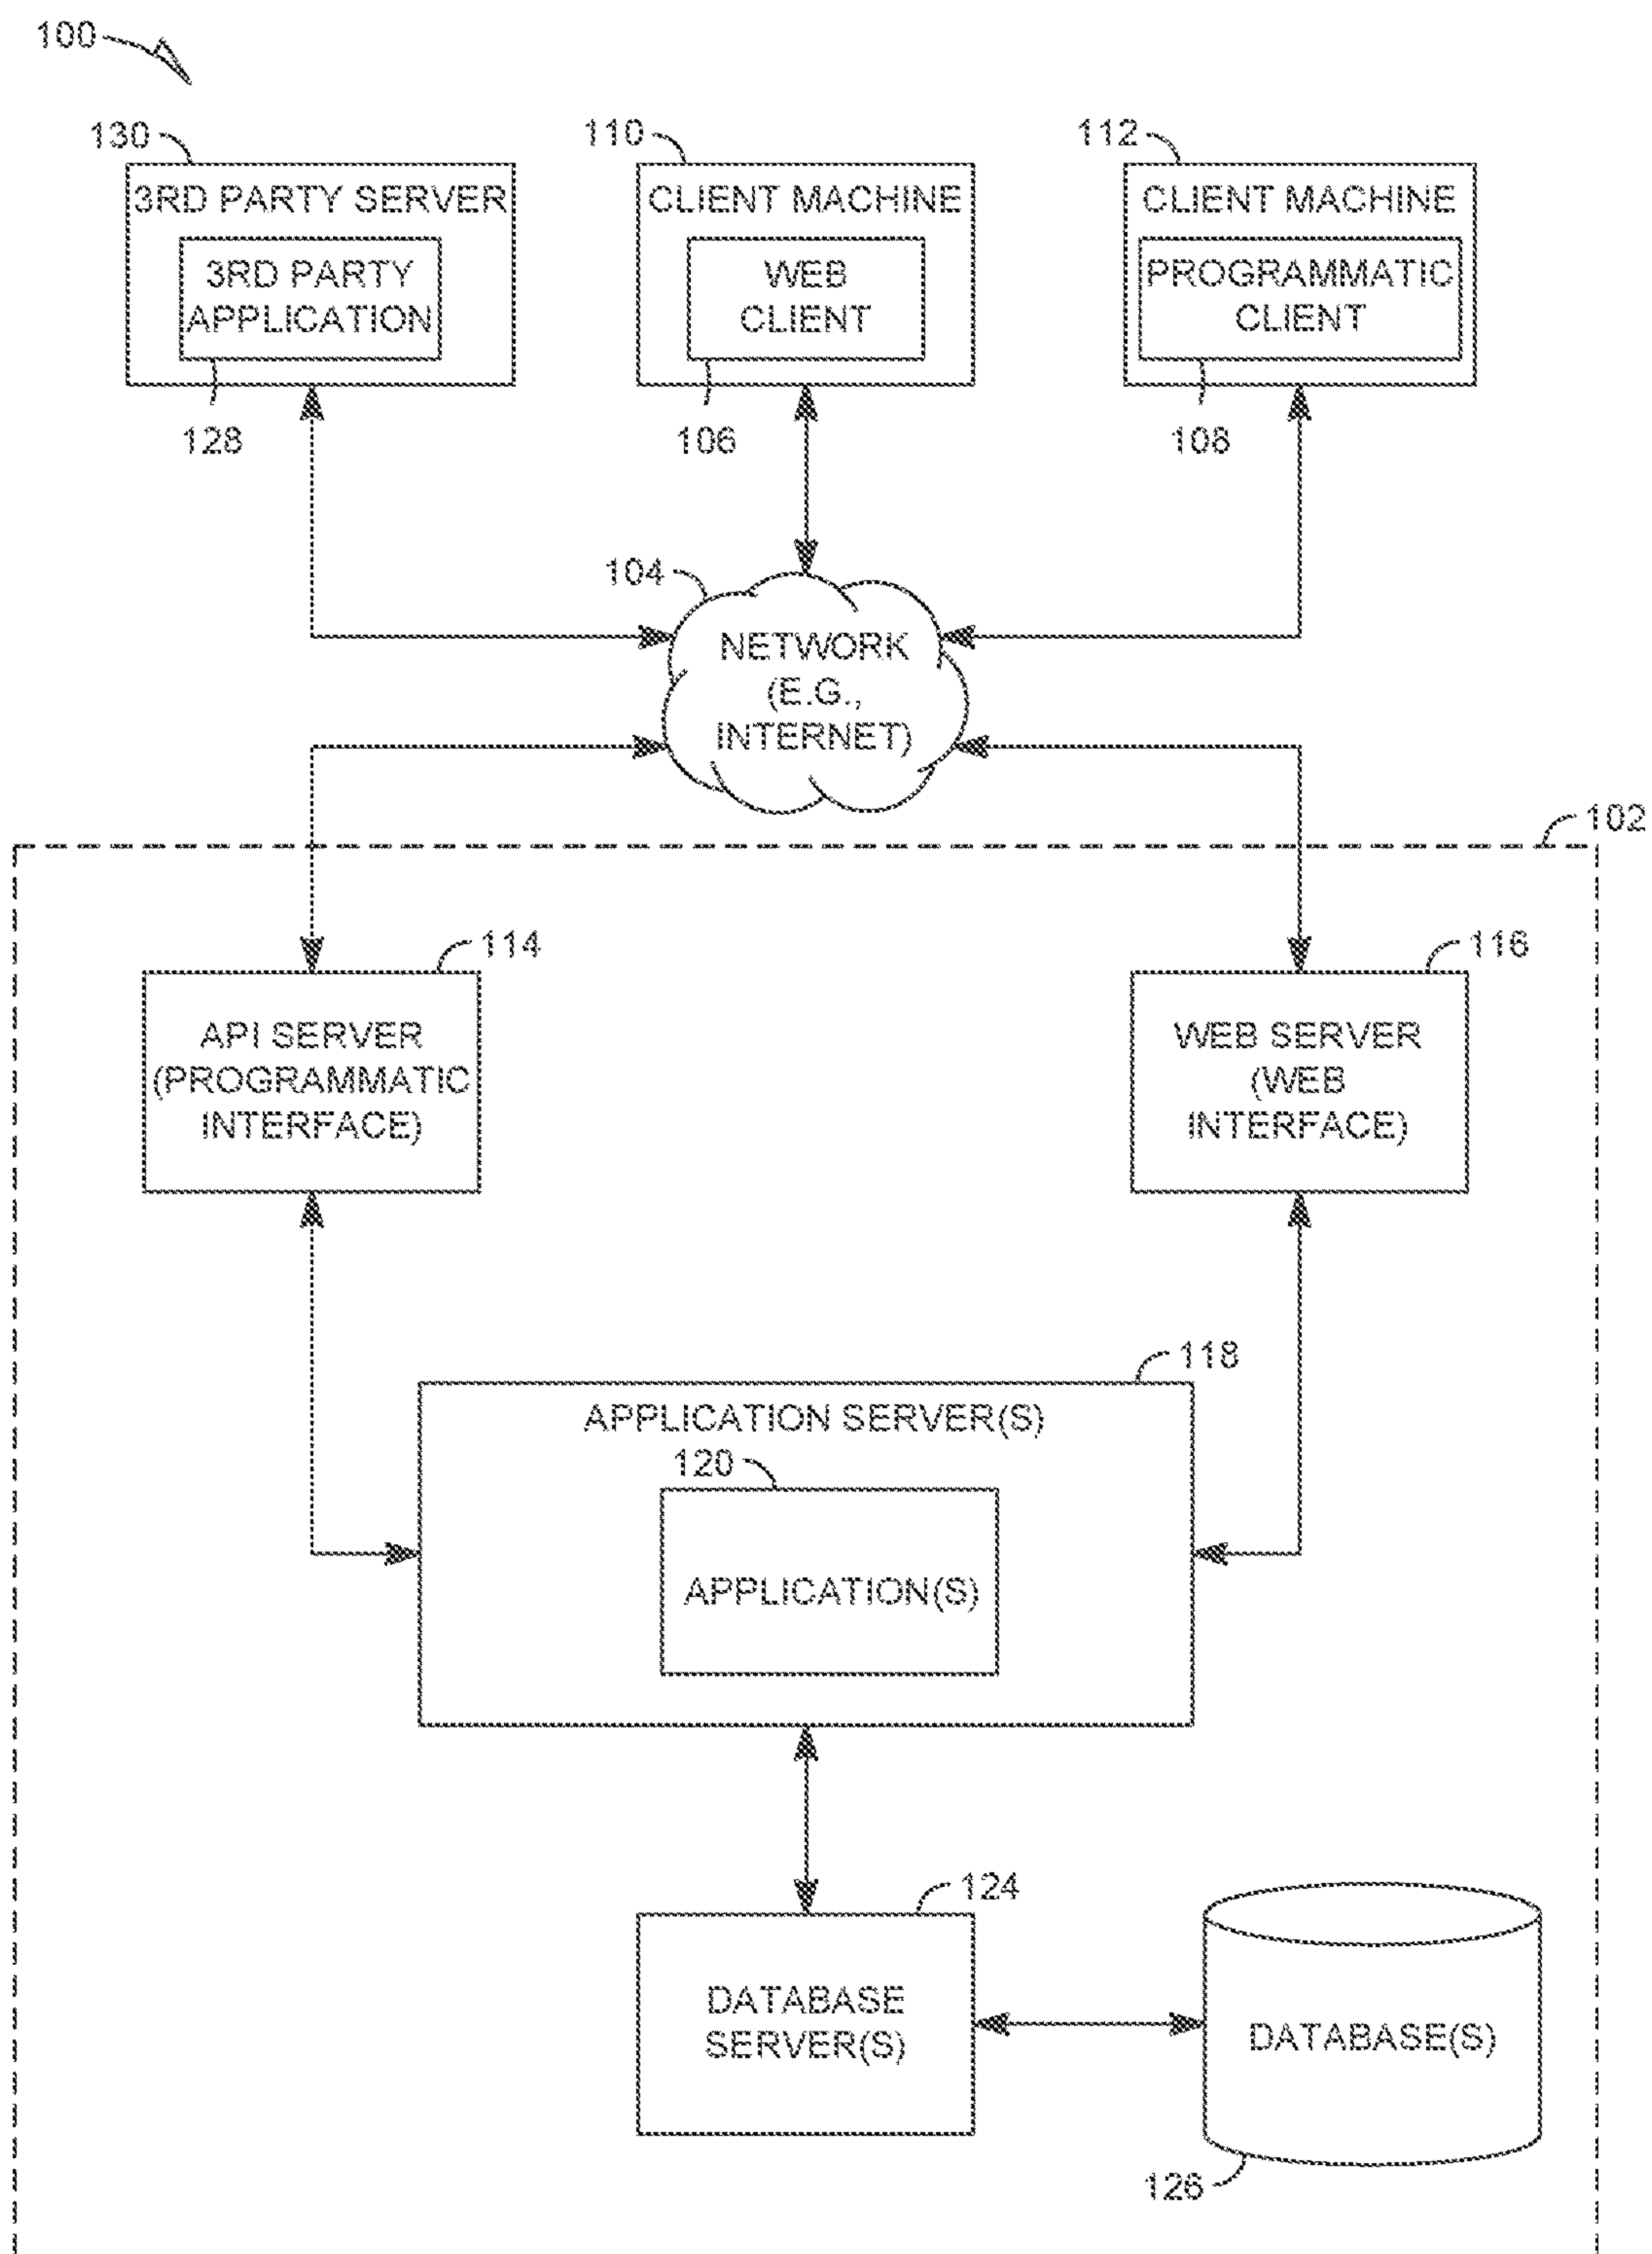 100
130
110
112
3RD PARTY SERVER
CLIENT MACHINE
CLIENT MACHINE
3RD PARTY
APPLICATION
WEB
CLIENT
PROGRAMMATIC
CLIENT
128
106
108
104
NETWORK
(E.G.,
INTERNET)
102
114
116
API SERVER
(PROGRAMMATIC
INTERFACE)
WEB SERVER
(WEB
INTERFACE)
118
APPLICATION SERVER(S)
120
APPLICATION(S)
124
DATABASE
SERVER(S)
DATABASE(S)
126